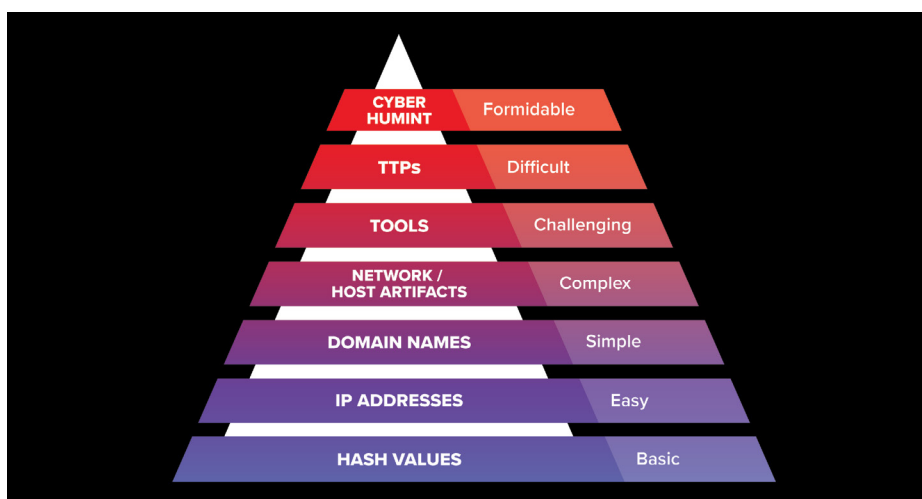 CYBER
HUMINT
Formidable
TTPs
Difficult
TOOLS
Challenging
NETWORK /
HOST ARTIFACTS
Complex
DOMAIN NAMES
Simple
IP ADDRESSES
Easy
HASH VALUES
Basic